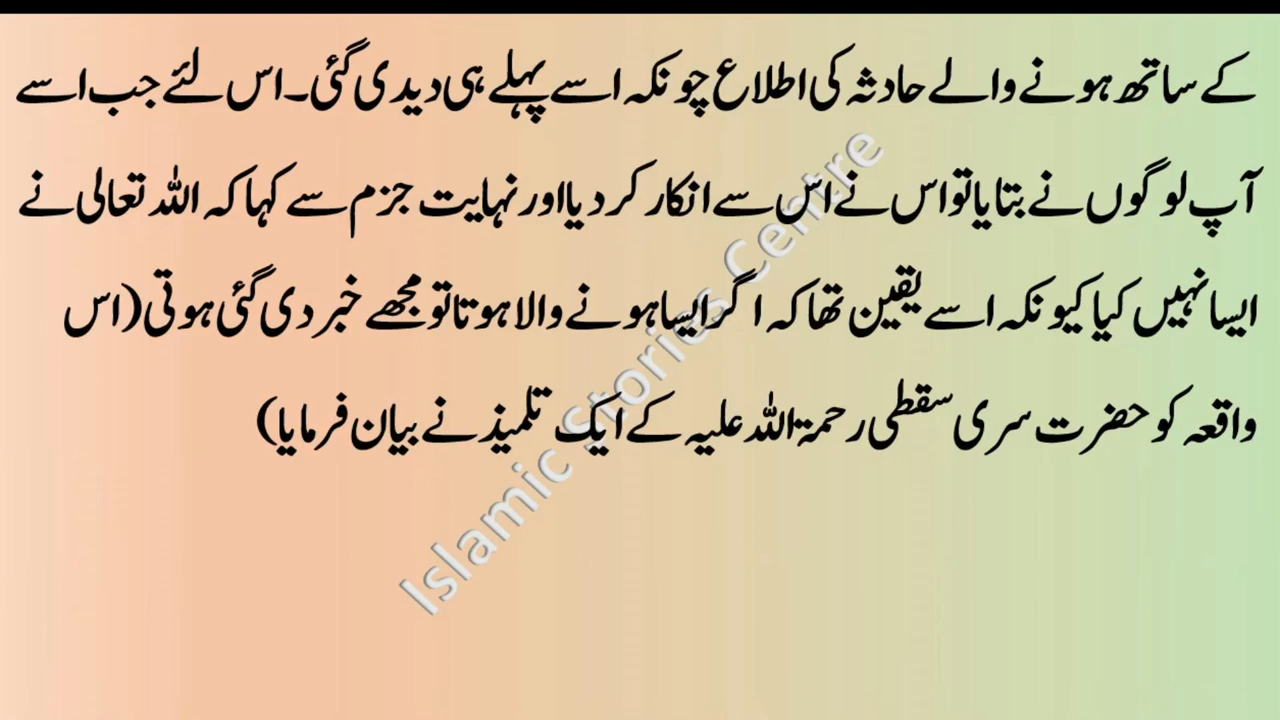 کے ساتھ ہونے والے حادثہ کی اطلاع چونکہ اسے پہلے ہی دیدی گئی۔ اس لئے جب اسے
آپ لوگوں نے بتایا تو اس نے اس سے انکار کر دیا اور نہایت جزم سے کہا کہ اللہ تعالی نے
ایسا نہیں کیا کیونکہ اسے یقین تھا کہ اگر ایسا ہونے والا ہوتا تو مجھے خبر دی گئی ہوتی (اس
واقعہ کو حضرت سری سقطی رحمۃ اللہ علیہ کے ایک تلمیذ نے بیان فرمایا)
Islamic Stories Centre